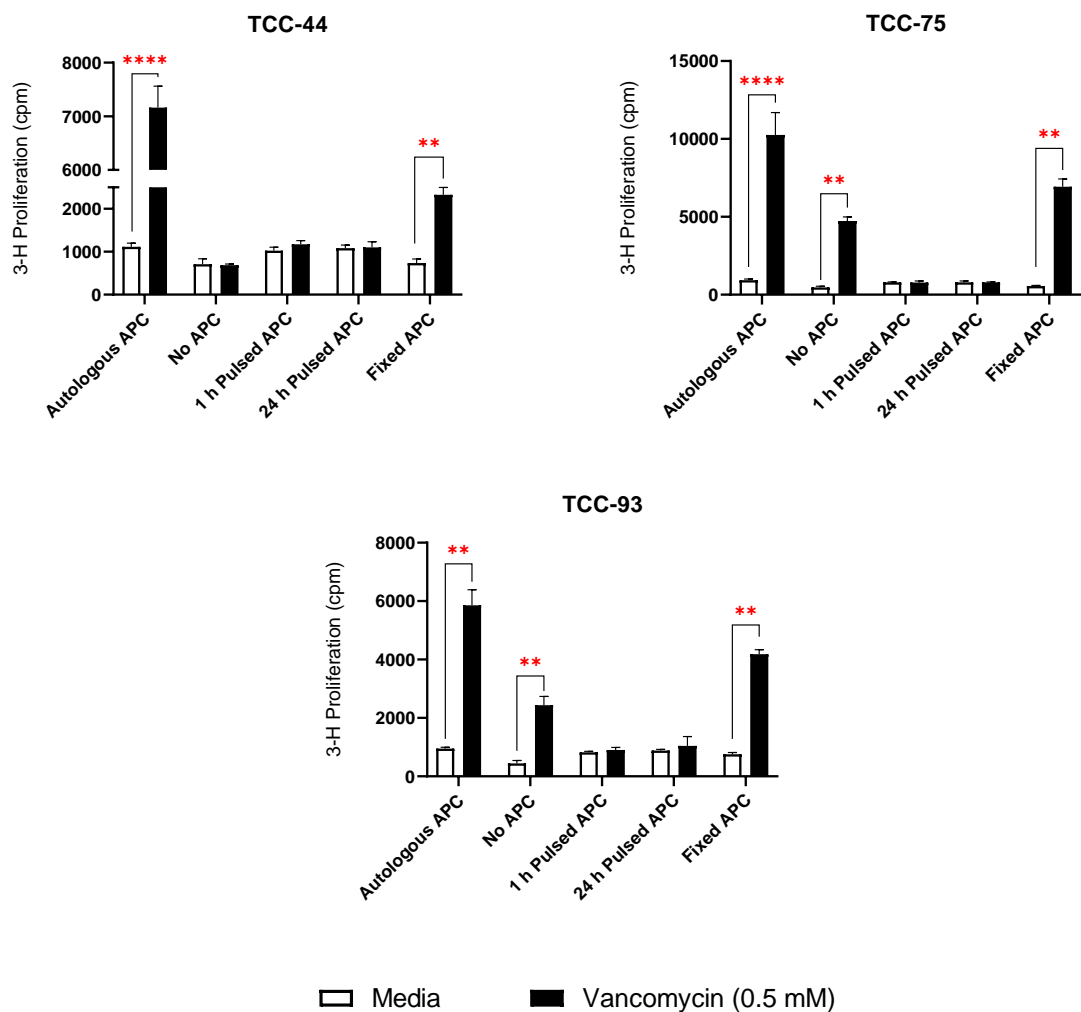 TCC-44
3-H Proliferation (cpm)
8000
7000
6000
2000
1000
0
****
**
Autologous APC
No APC
1 h Pulsed APC
24 h Pulsed APC
Fixed APC
TCC-75
3-H Proliferation (cpm)
15000
10000
5000
0
****
**
**
Autologous APC
No APC
1 h Pulsed APC
24 h Pulsed APC
Fixed APC
TCC-93
3-H Proliferation (cpm)
8000
6000
4000
2000
0
**
**
**
Autologous APC
No APC
1 h Pulsed APC
24 h Pulsed APC
Fixed APC
Media
Vancomycin (0.5 mM)